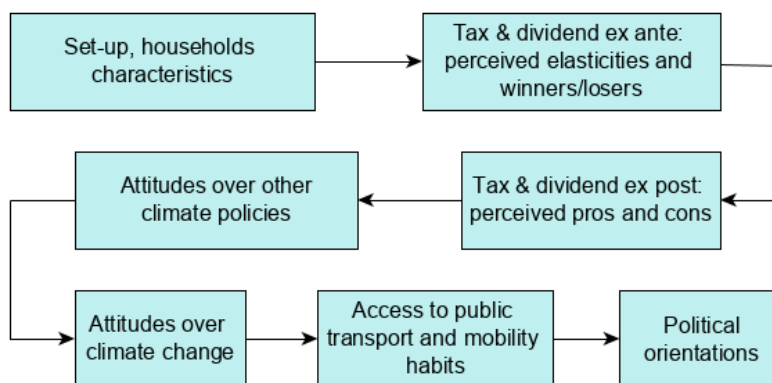 Set-up, households
characteristics
Tax & dividend ex ante:
perceived elasticities and
winners/losers
Tax & dividend ex post:
perceived pros and cons
Attitudes over other
climate policies
Attitudes over
climate change
Access to public
transport and mobility
habits
Political
orientations